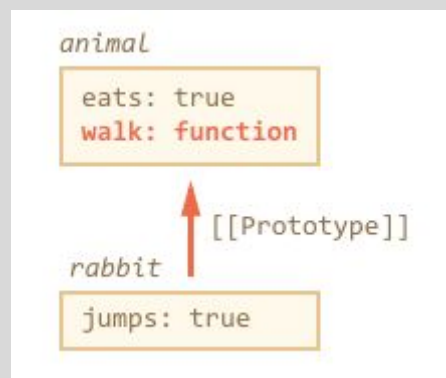 animal
eats: true
walk: function
[[Prototype]]
rabbit
jumps: true